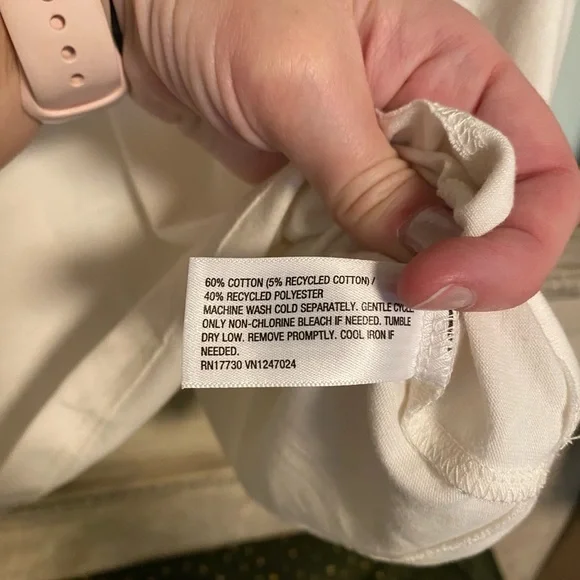 60% COTTON (5% RECYCLED COTTON) /
40% RECYCLED POLYESTER
MACHINE WASH COLD SEPARATELY. GENTLE CYCLE
ONLY NON-CHLORINE BLEACH IF NEEDED. TUMBLE
DRY LOW. REMOVE PROMPTLY. COOL IRON IF
NEEDED.
RN17730 VN1247024